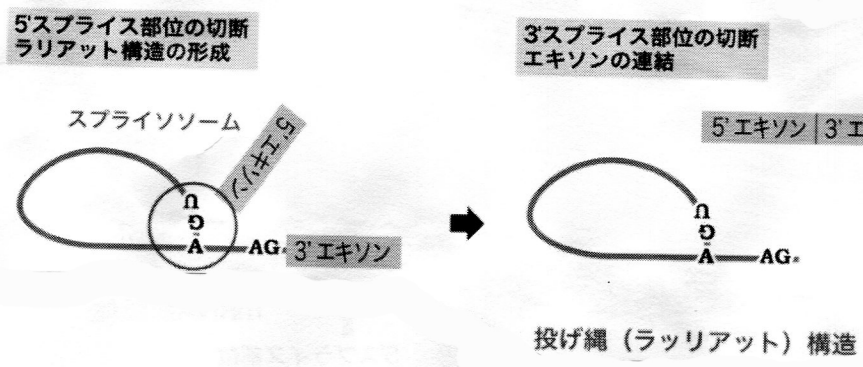 5'スプライス部位の切断
ラリアット構造の形成
スプライソソーム
5'エキソン
U
G
A
AG
3'エキソン
3'スプライス部位の切断
エキソンの連結
5'エキソン 3'エ
U
G
A
AG
投げ縄(ラッリアット)構造